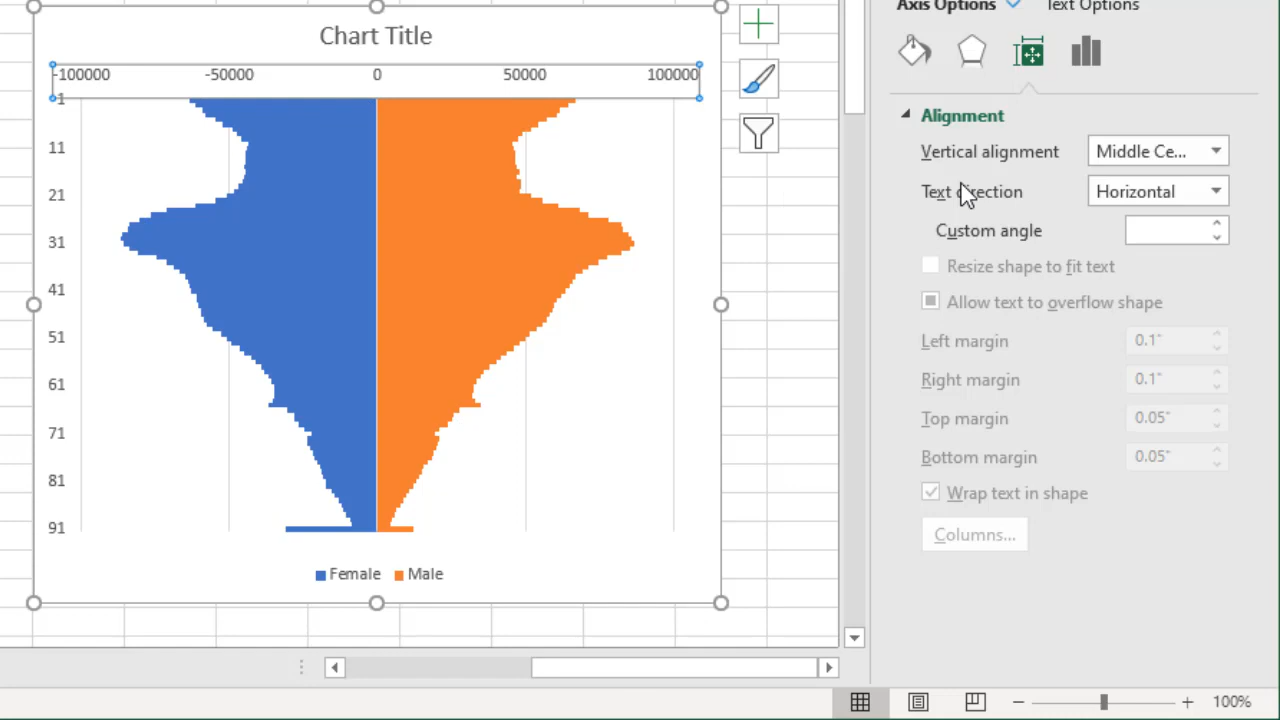 Axis Options Text Options
Chart Title
-100000 -50000 0 50000 100000
1
11
21
31
41
51
61
71
81
91
Female Male
Alignment
Vertical alignment Middle Ce...
Text direction Horizontal
Custom angle
Resize shape to fit text
Allow text to overflow shape
Left margin 0.1"
Right margin 0.1"
Top margin 0.05"
Bottom margin 0.05"
Wrap text in shape
Columns...
100%